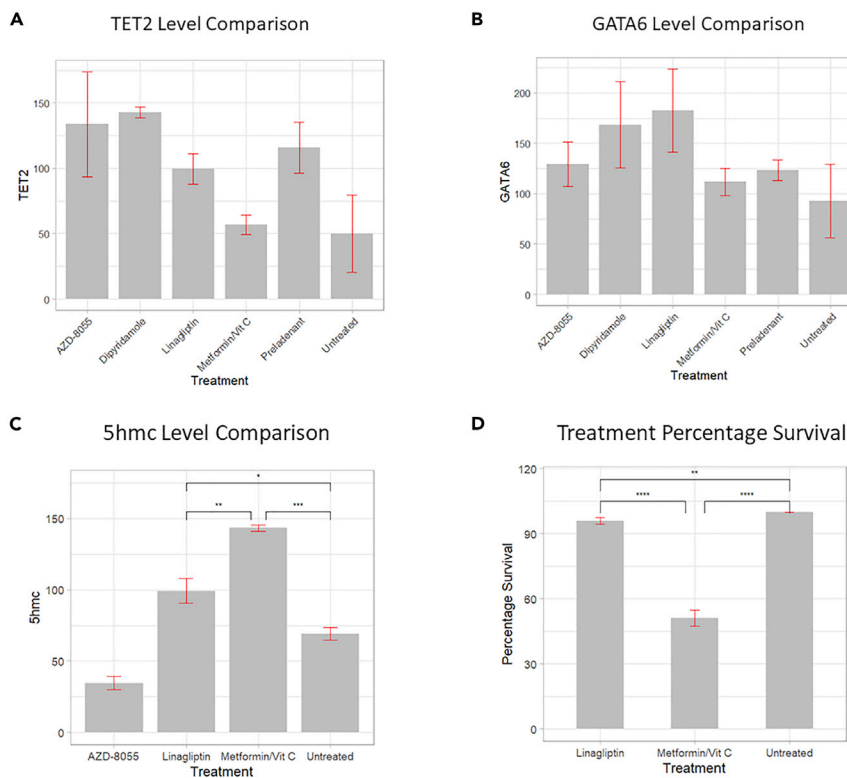 A
TET2 Level Comparison
TET2
150
100
50
0
AZD-8055
Dipyridamole
Linagliptin
Metformin/Vit C
Preladenant
Untreated
Treatment
B
GATA6 Level Comparison
GATA6
200
150
100
50
0
AZD-8055
Dipyridamole
Linagliptin
Metformin/Vit C
Preladenant
Untreated
Treatment
C
5hmc Level Comparison
5hmc
150
100
50
0
*
** ***
AZD-8055 Linagliptin Metformin/Vit C Untreated
Treatment
D
Treatment Percentage Survival
Percentage Survival
120
90
60
30
0
**
**** ****
Linagliptin Metformin/Vit C Untreated
Treatment